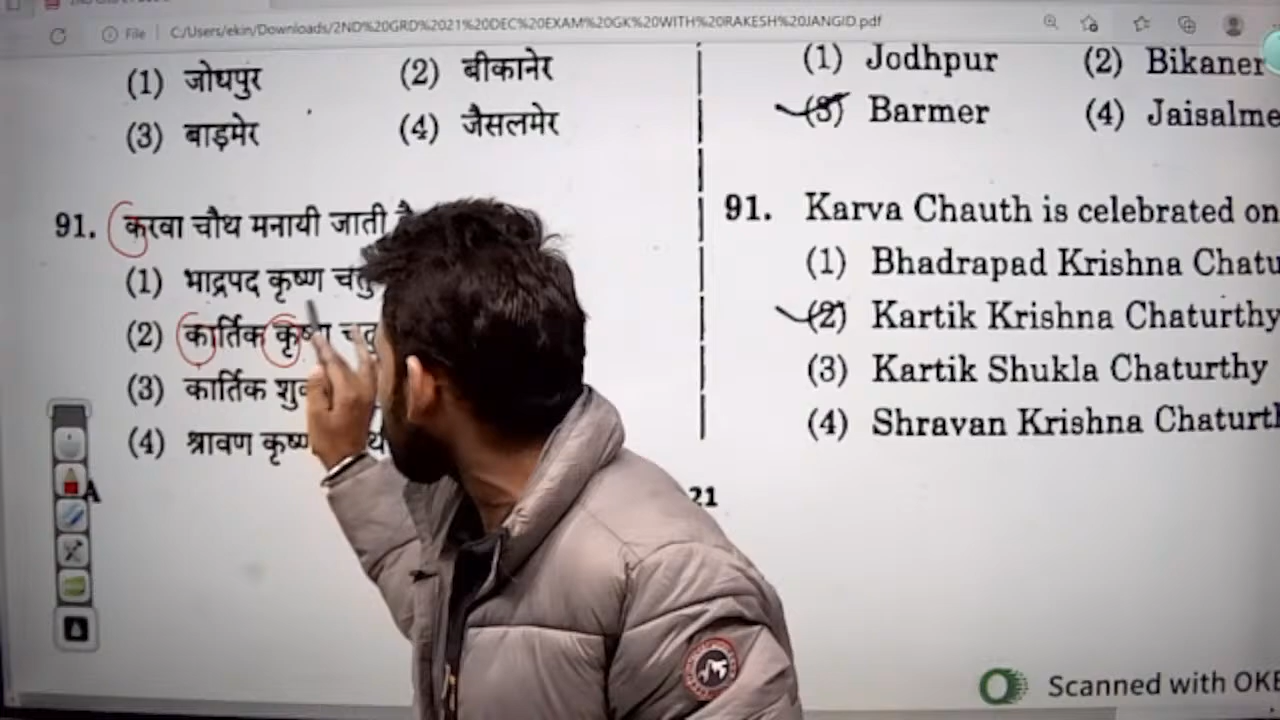 File C:/Users/ekin/Downloads/2ND%20GRD%2021%20DEC%20EXAM%20GK%20WITH%20RAKESH%20JANGID.pdf
(1) जोधपुर (2) बीकानेर
(3) बाड़मेर (4) जैसलमेर
91. करवा चौथ मनायी जाती
(1) भाद्रपद कृष्ण
(2) कार्तिक कृष्ण
(3) कार्तिक
(4) श्रावण कृष्ण
A
(1) Jodhpur (2) Bikaner
(3) Barmer (4) Jaisalme
91. Karva Chauth is celebrated on
(1) Bhadrapad Krishna Chatu
(2) Kartik Krishna Chaturthy
(3) Kartik Shukla Chaturthy
(4) Shravan Krishna Chaturt
21
Scanned with OKE